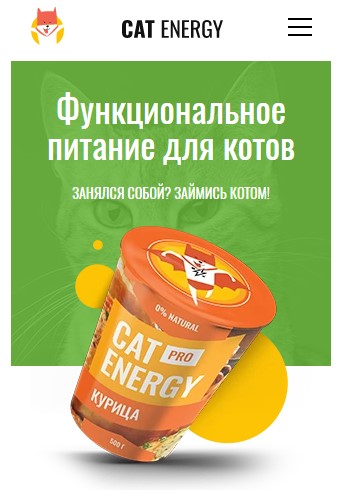 CAT ENERGY
Функциональное
питание для котов
ЗАНЯЛСЯ СОБОЙ? ЗАЙМИСЬ КОТОМ!
0% NATURAL
CAT PRO
ENERGY
КУРИЦА
500 Г